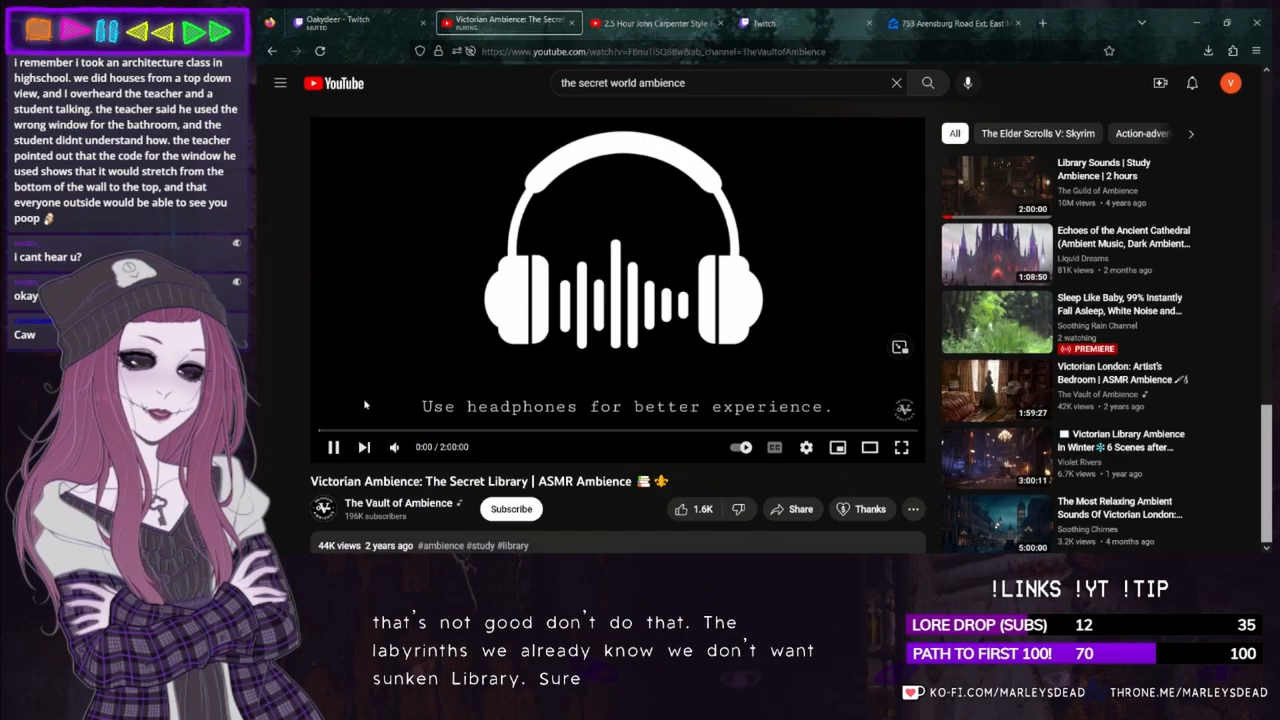 Oakydeer - Twitch
MUTED
Victorian Ambience: The Secret
PLAYING
2.5 Hour John Carpenter Style
Twitch
753 Arensburg Road Ext, East
YouTube
the secret world ambience
V
i remember i took an architecture class in
highschool. we did houses from a top down
view, and I overheard the teacher and a
student talking. the teacher said he used the
wrong window for the bathroom, and the
student didnt understand how. the teacher
pointed out that the code for the window he
used shows that it would stretch from the
bottom of the wall to the top, and that
everyone outside would be able to see you
poop
i cant hear u?
okay
Caw
Use headphones for better experience.
0:00 / 2:00:00
Victorian Ambience: The Secret Library | ASMR Ambience
The Vault of Ambience
196K subscribers
Subscribe
1.6K
Share
Thanks
44K views 2 years ago #ambience #study #library
All
The Elder Scrolls V: Skyrim
Action-adven
Library Sounds | Study
Ambience | 2 hours
The Guild of Ambience
10M views • 4 years ago
2:00:00
Echoes of the Ancient Cathedral
(Ambient Music, Dark Ambient...
Liquid Dreams
81K Views • 2 months ago
1:08:50
Sleep Like Baby, 99% Instantly
Fall Asleep, White Noise and...
Soothing Rain Channel
2 watching
PREMIERE
Victorian London: Artist's
Bedroom | ASMR Ambience
The Vault of Ambience
42K Views • 2 years ago
1:59:27
Victorian Library Ambience
in Winter❄ 6 Scenes after...
Violet Rivers
6.7K Views • 1 year ago
3:00:11
The Most Relaxing Ambient
Sounds Of Victorian London:...
Soothing Chimes
3.2K Views • 4 months ago
5:00:00
that's not good don't do that. The
labyrinths we already know we don't want
sunken Library. Sure
!LINKS !YT !TIP
LORE DROP (SUBS) 12 35
PATH TO FIRST 100! 70 100
KO-FI.COM/MARLEYSDEAD THRONE.ME/MARLEYSDEAD